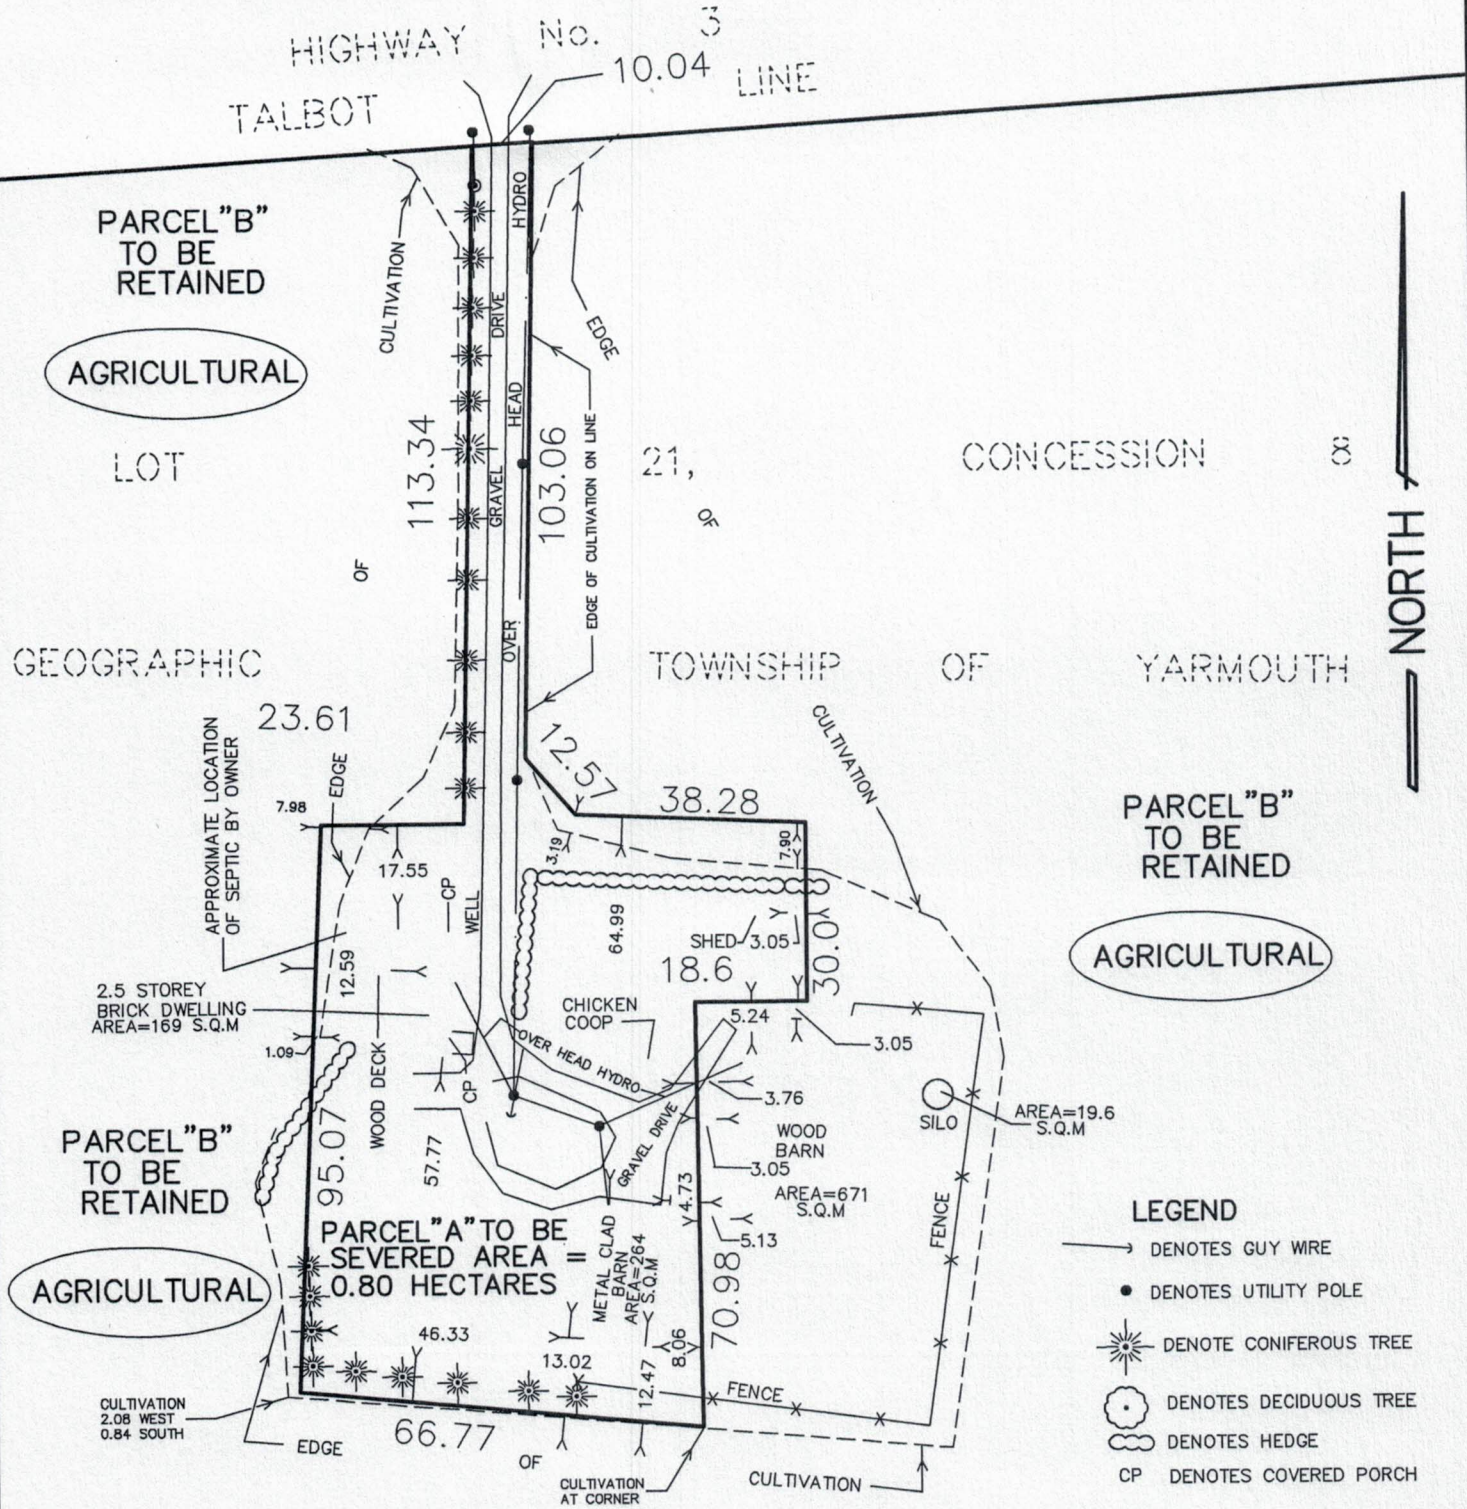 HIGHWAY No. 3
10.04
TALBOT LINE
PARCEL"B"
TO BE
RETAINED
AGRICULTURAL
CULTIVATION
HYDRO
DRIVE
EDGE
HEAD
113.34
103.06
EDGE OF CULTIVATION ON LINE
LOT 21, CONCESSION 8
GRAVEL
OF
OF
NORTH
OVER
GEOGRAPHIC TOWNSHIP OF YARMOUTH
23.61
APPROXIMATE LOCATION
OF SEPTIC BY OWNER
EDGE
12.57
CULTIVATION
38.28
7.98
PARCEL"B"
TO BE
RETAINED
AGRICULTURAL
17.55
CP
WELL
3.19
7.90
64.99
SHED 3.05
30.0
18.6
12.59
2.5 STOREY
BRICK DWELLING
AREA=169 S.Q.M
CHICKEN
COOP
5.24
3.05
1.09
WOOD DECK
OVER HEAD HYDRO
CP
3.76
SILO
AREA=19.6
S.Q.M
WOOD
BARN
3.05
AREA=671
S.Q.M
GRAVEL DRIVE
PARCEL"B"
TO BE
RETAINED
AGRICULTURAL
95.07
57.77
4.73
5.13
FENCE
PARCEL"A" TO BE
SEVERED AREA =
0.80 HECTARES
METAL CLAD
BARN
AREA=264
S.Q.M
70.98
46.33
13.02
8.06
12.47
FENCE
CULTIVATION
2.08 WEST
0.84 SOUTH
66.77
EDGE
OF
CULTIVATION
AT CORNER
CULTIVATION
LEGEND
DENOTES GUY WIRE
DENOTES UTILITY POLE
DENOTE CONIFEROUS TREE
DENOTES DECIDUOUS TREE
DENOTES HEDGE
CP DENOTES COVERED PORCH